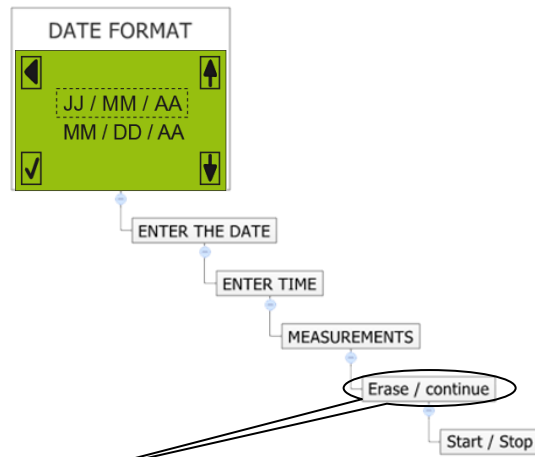 DATE FORMAT
JJ / MM / AA
MM / DD / AA
ENTER THE DATE
ENTER TIME
MEASUREMENTS
Erase / continue
Start / Stop